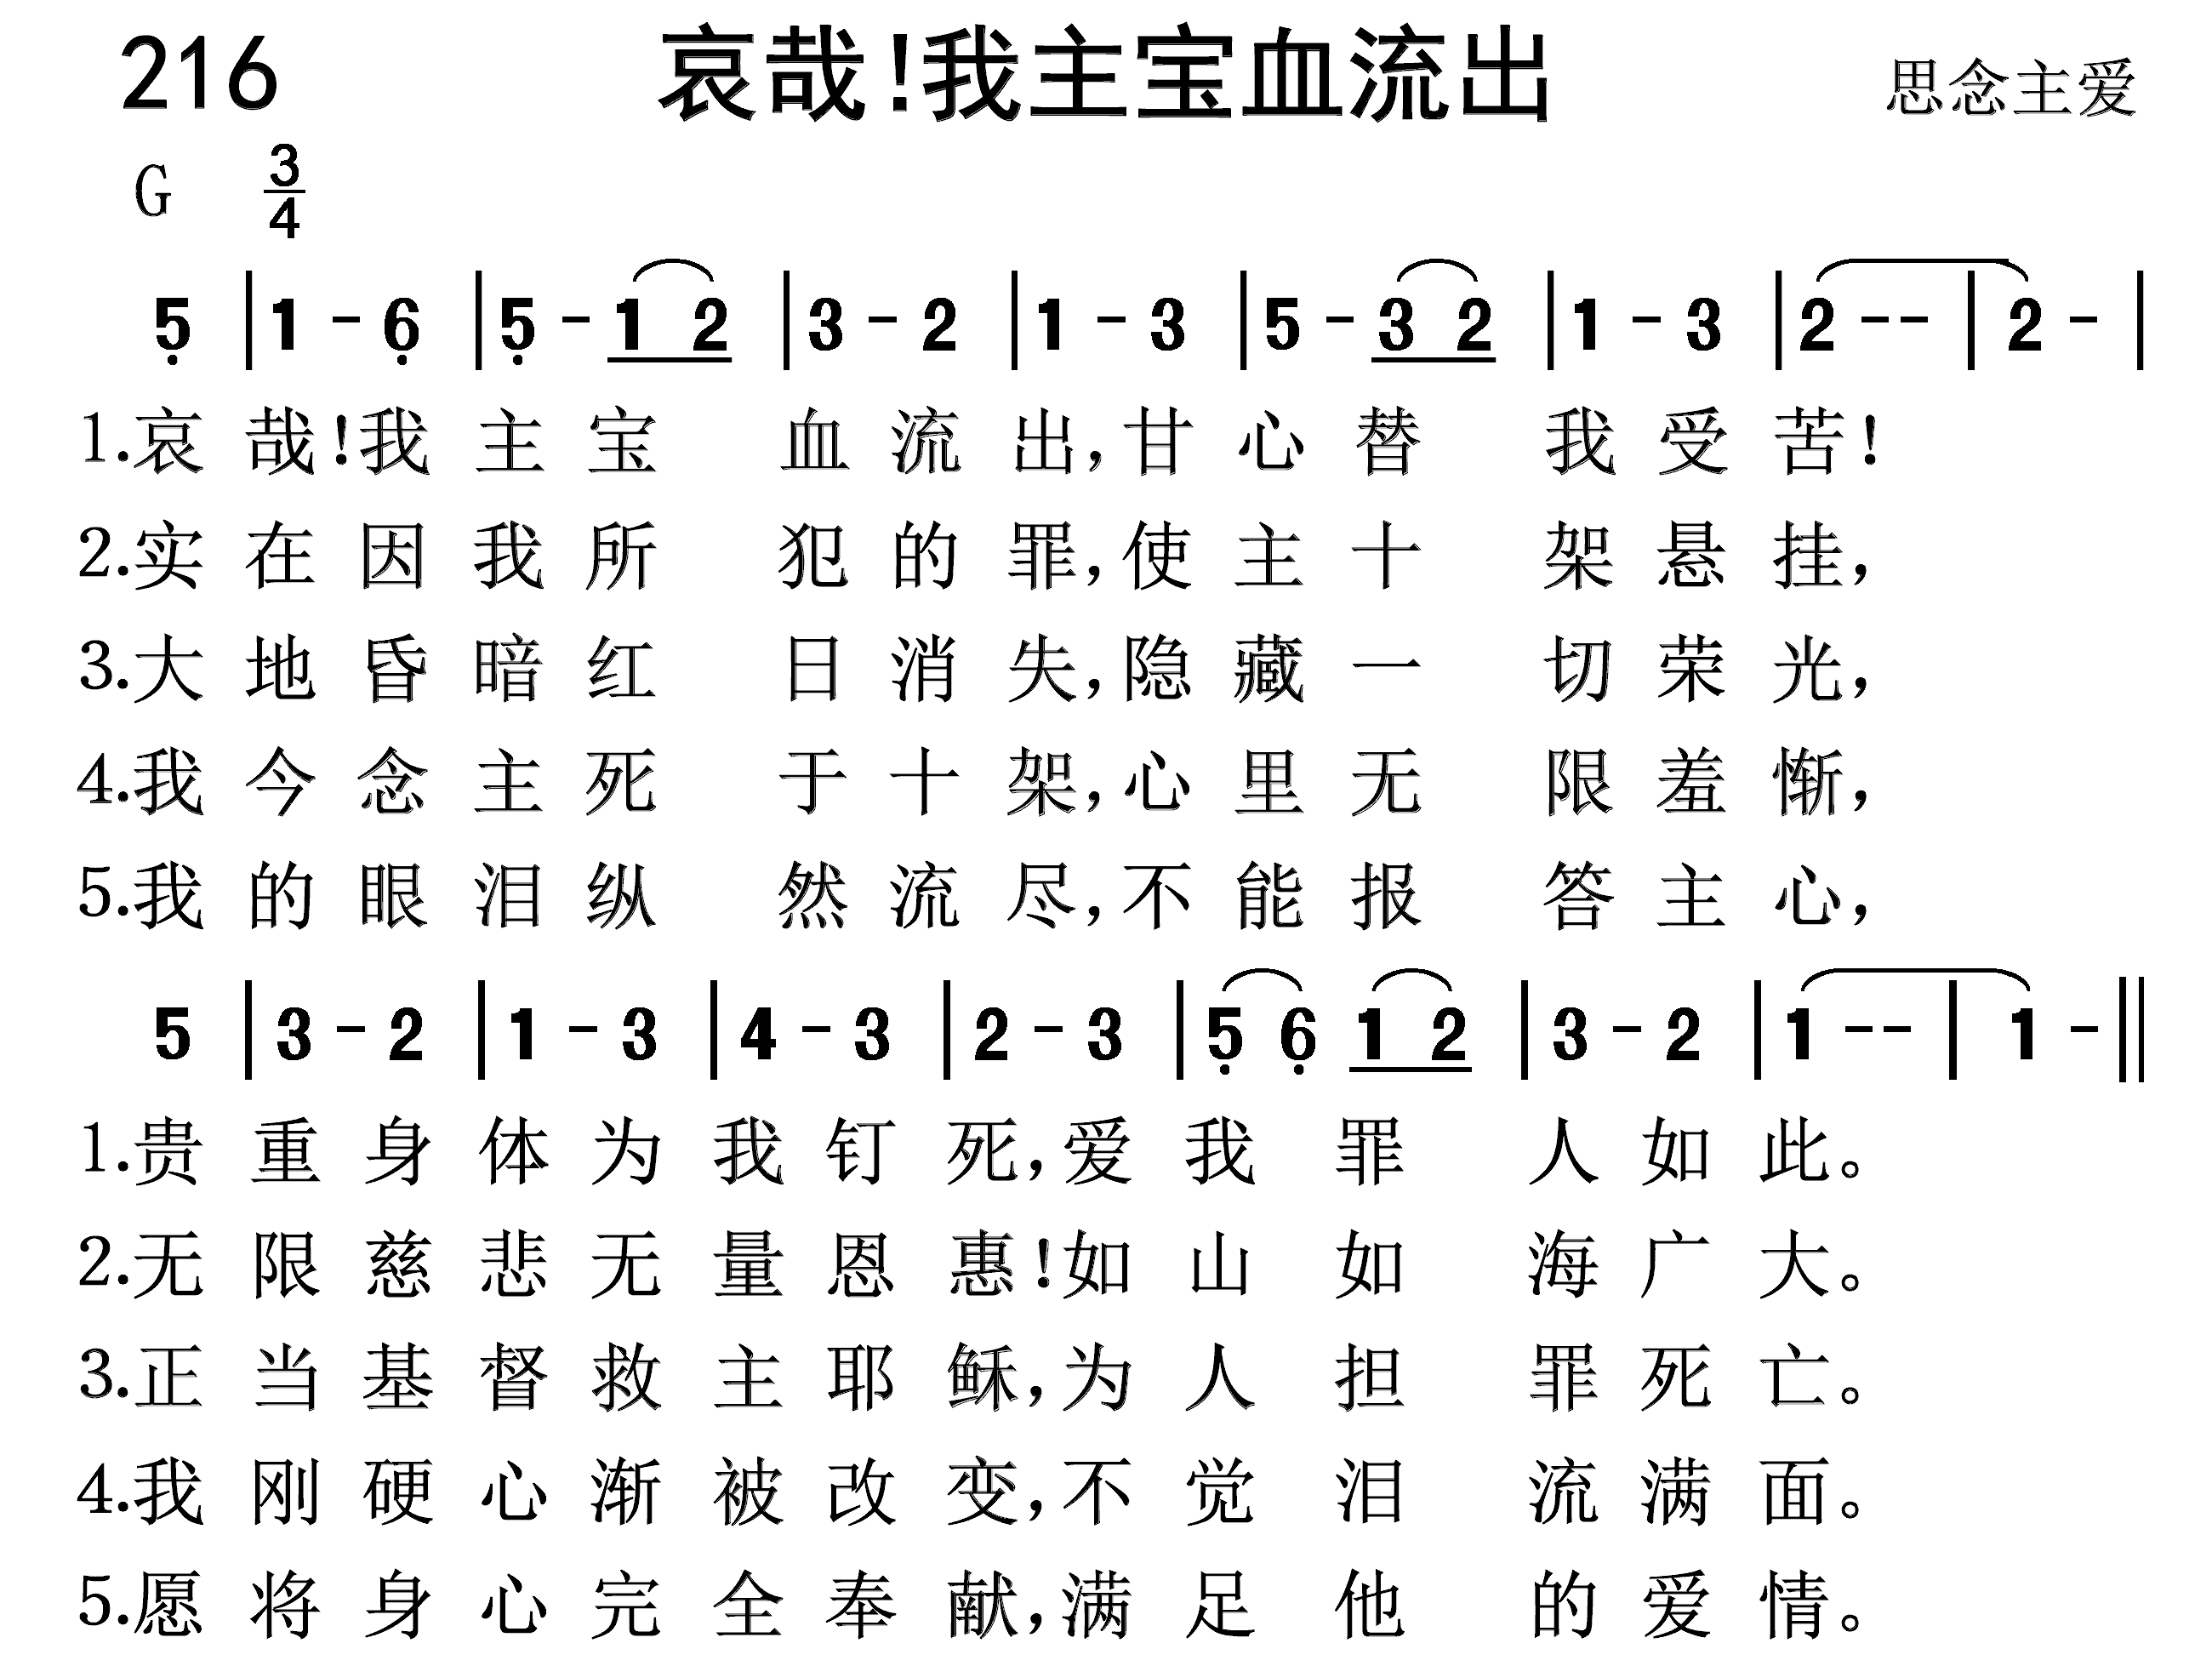 216 哀哉!我主宝血流出 思念主爱
G 3/4
5̣ | 1 - 6̣ | 5̣ - 1 2 | 3 - 2 | 1 - 3 | 5 - 3 2 | 1 - 3 | 2 - - | 2 - |
1.哀哉!我主宝血流出,甘心替我受苦!
2.实在因我所犯的罪,使主十架悬挂,
3.大地昏暗红日消失,隐藏一切荣光,
4.我今念主死于十架,心里无限羞惭,
5.我的眼泪纵然流尽,不能报答主心,
5 | 3 - 2 | 1 - 3 | 4 - 3 | 2 - 3 | 5̣ 6̣ 1 2 | 3 - 2 | 1 - - | 1 - ||
1.贵重身体为我钉死,爱我罪人如此。
2.无限慈悲无量恩惠!如山如海广大。
3.正当基督救主耶稣,为人担罪死亡。
4.我刚硬心渐被改变,不觉泪流满面。
5.愿将身心完全奉献,满足他的爱情。